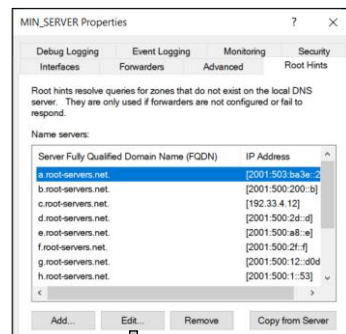 MIN_SERVER Properties ? ×
Debug Logging Event Logging Monitoring Security
Interfaces Forwarders Advanced Root Hints
Root hints resolve queries for zones that do not exist on the local DNS
server. They are only used if forwarders are not configured or fail to
respond.
Name servers:
Server Fully Qualified Domain Name (FQDN) IP Address
a.root-servers.net. [2001:503:ba3e::2
b.root-servers.net. [2001:500:200::b]
c.root-servers.net. [192.33.4.12]
d.root-servers.net. [2001:500:2d::d]
e.root-servers.net. [2001:500:a8::e]
f.root-servers.net. [2001:500:2f::f]
g.root-servers.net. [2001:500:12::d0d
h.root-servers.net. [2001:500:1::53]
Add... Edit... Remove Copy from Server